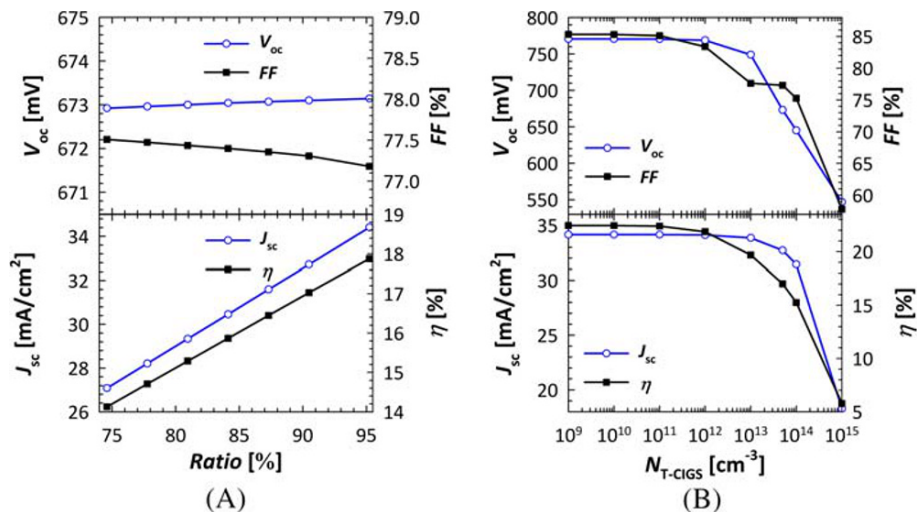 675
674
673
672
671
V_oc [mV]
V_oc
FF
79.0
78.5
78.0
77.5
77.0
FF [%]
34
32
30
28
26
J_sc [mA/cm²]
J_sc
η
19
18
17
16
15
14
η [%]
75 80 85 90 95
Ratio [%]
(A)
800
750
700
650
600
550
V_oc [mV]
V_oc
FF
85
80
75
70
65
60
FF [%]
35
30
25
20
J_sc [mA/cm²]
J_sc
η
20
15
10
5
η [%]
10⁹ 10¹⁰ 10¹¹ 10¹² 10¹³ 10¹⁴ 10¹⁵
N_T-CIGS [cm⁻³]
(B)